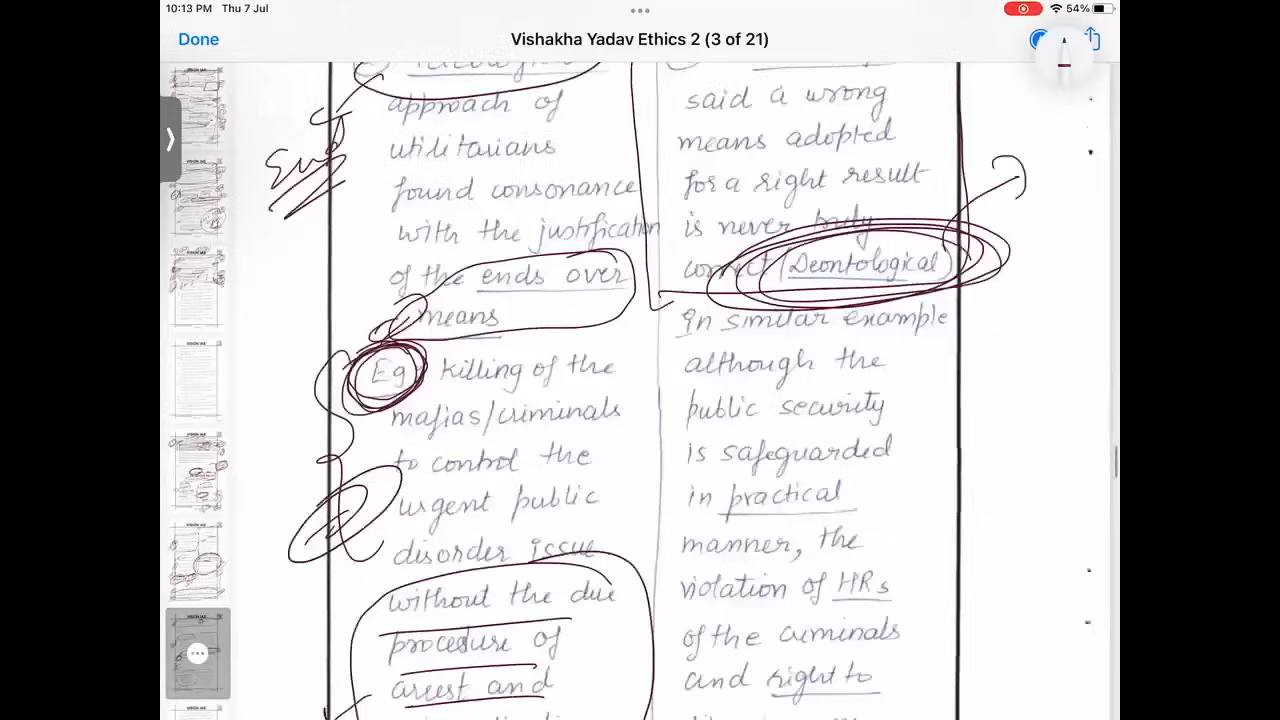 10:13 PM Thu 7 Jul
54%
Done
Vishakha Yadav Ethics 2 (3 of 21)
approach of
utilitarians
found consonance
with the justification
of the ends over
means
Eg killing of the
mafias/criminals
to control the
urgent public
disorder issue
without the due
procedure of
arrest and
said a wrong
means adopted
for a right result
is never truly
correct (Deontological)
In similar example
although the
public security
is safeguarded
in practical
manner, the
violation of HRs
of the criminals
and right to